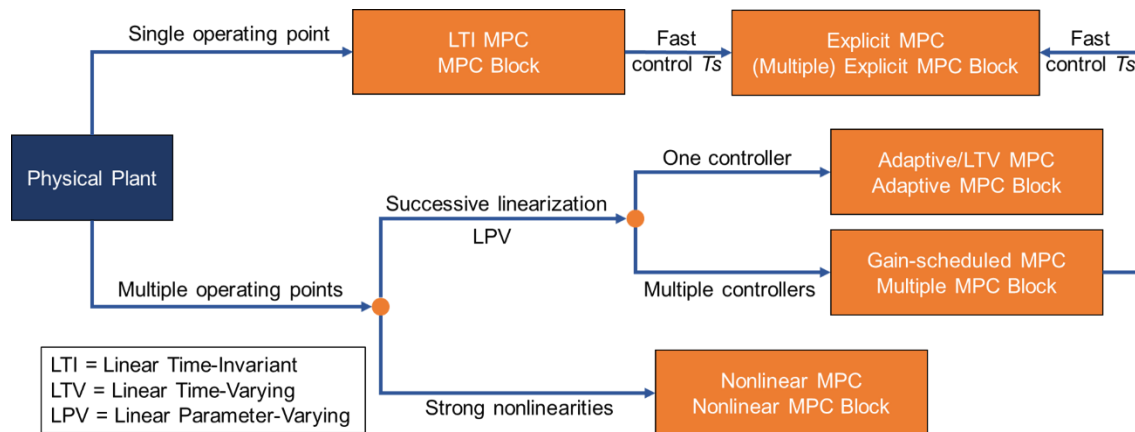 Single operating point
LTI MPC
MPC Block
Fast
control Ts
Explicit MPC
(Multiple) Explicit MPC Block
Fast
control Ts
Physical Plant
One controller
Adaptive/LTV MPC
Adaptive MPC Block
Successive linearization
LPV
Multiple controllers
Gain-scheduled MPC
Multiple MPC Block
Multiple operating points
LTI = Linear Time-Invariant
LTV = Linear Time-Varying
LPV = Linear Parameter-Varying
Strong nonlinearities
Nonlinear MPC
Nonlinear MPC Block